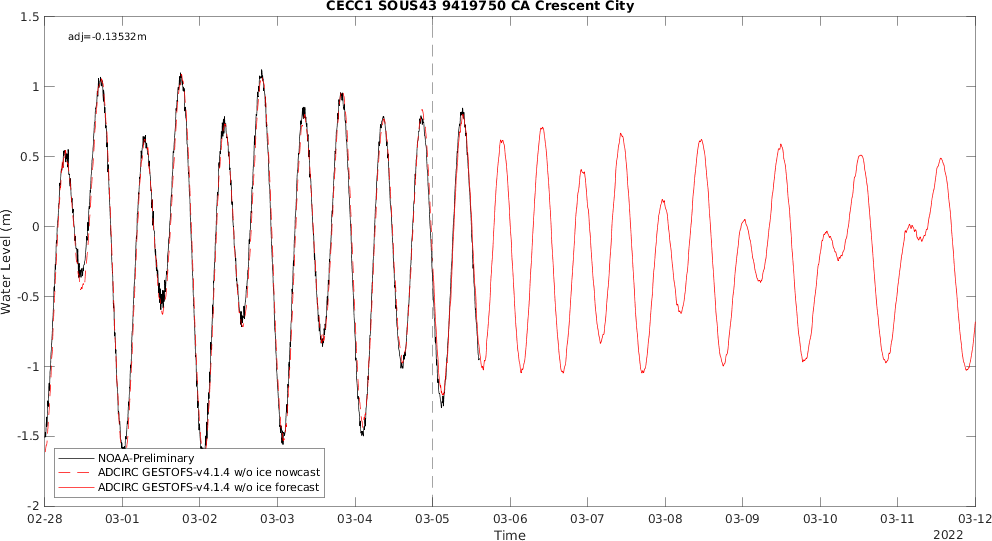 CECC1 SOUS43 9419750 CA Crescent City
1.5
adj=-0.13532m
1
0.5
0
-0.5
-1
-1.5
-2
Water Level (m)
NOAA-Preliminary
ADCIRC GESTOFS-v4.1.4 w/o ice nowcast
ADCIRC GESTOFS-v4.1.4 w/o ice forecast
02-28 03-01 03-02 03-03 03-04 03-05 03-06 03-07 03-08 03-09 03-10 03-11 03-12
Time
2022